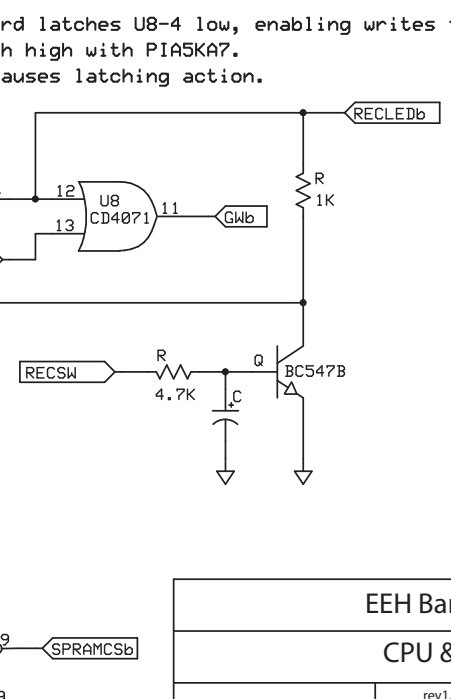 rd latches U8-4 low, enabling writes
h high with PIA5KA7.
auses latching action.
RECLEDb
R
1K
12
U8
CD4071
11
GWb
13
RECSW
R
4.7K
Q
BC547B
+C
9
SPRAMCSb
EEH Bar
CPU &
rev1.